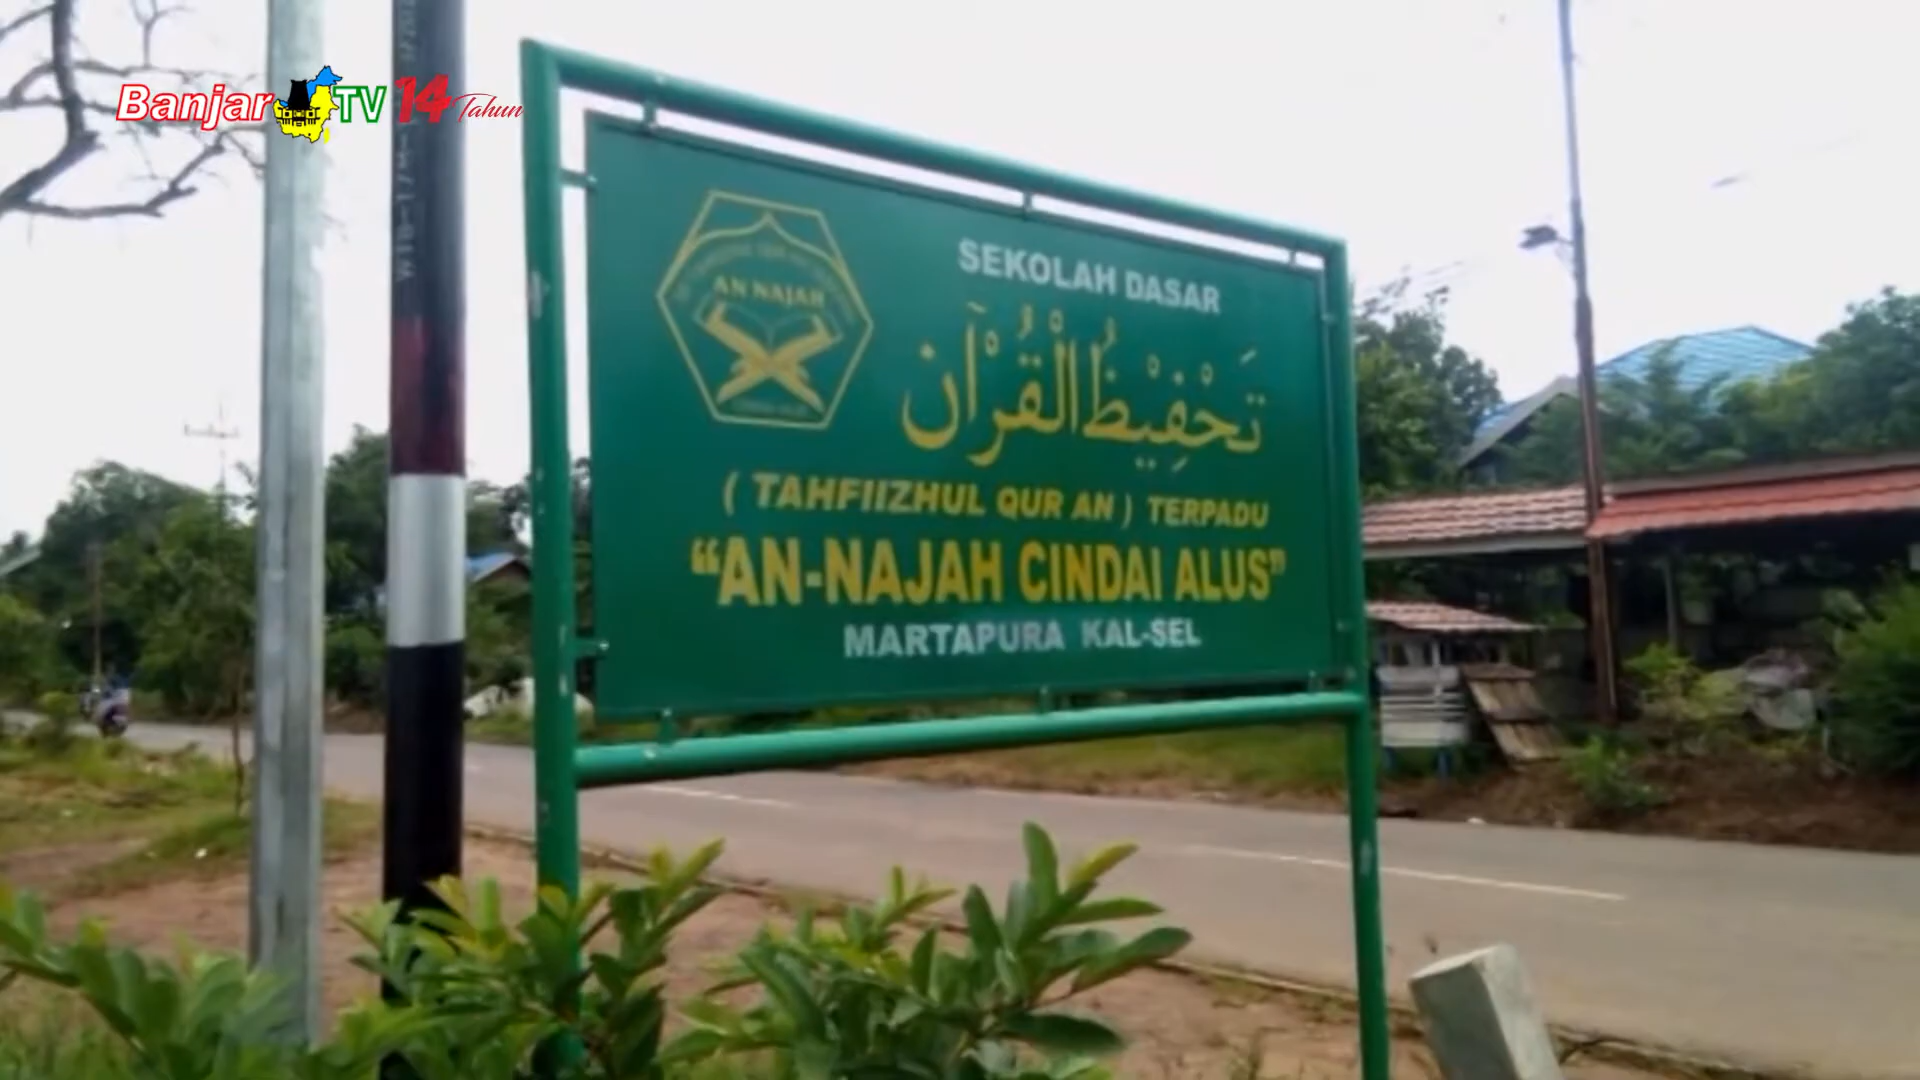 Banjar TV 14 Tahun
AN NAJAH
SEKOLAH DASAR
تَحْفِيْظُ الْقُرْآن
( TAHFIIZHUL QUR AN ) TERPADU
“AN-NAJAH CINDAI ALUS”
MARTAPURA KAL-SEL